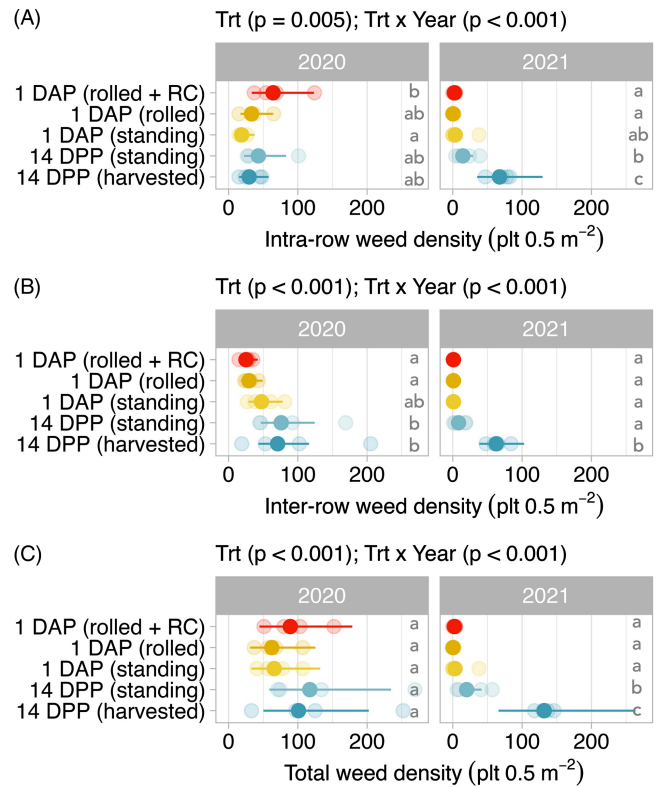 (A)
Trt (p = 0.005); Trt x Year (p < 0.001)
2020 2021
1 DAP (rolled + RC) b a
1 DAP (rolled) ab a
1 DAP (standing) a ab
14 DPP (standing) ab b
14 DPP (harvested) ab c
0 100 200 0 100 200
Intra-row weed density (plt 0.5 m⁻²)
(B)
Trt (p < 0.001); Trt x Year (p < 0.001)
2020 2021
1 DAP (rolled + RC) a a
1 DAP (rolled) a a
1 DAP (standing) ab a
14 DPP (standing) b a
14 DPP (harvested) b b
0 100 200 0 100 200
Inter-row weed density (plt 0.5 m⁻²)
(C)
Trt (p < 0.001); Trt x Year (p < 0.001)
2020 2021
1 DAP (rolled + RC) a a
1 DAP (rolled) a a
1 DAP (standing) a a
14 DPP (standing) a b
14 DPP (harvested) a c
0 100 200 0 100 200
Total weed density (plt 0.5 m⁻²)